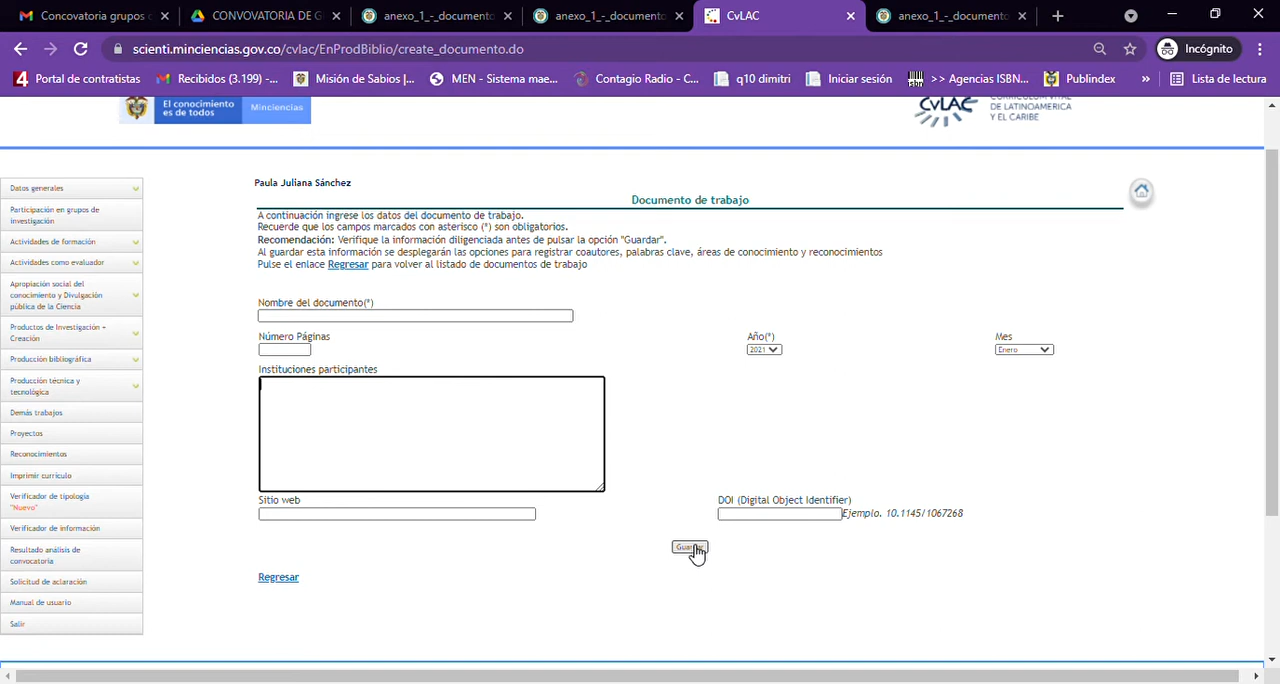 Concovatoria grupos
CONVOVATORIA DE G
anexo_1_-_documento
anexo_1_-_documento
CvLAC
anexo_1_-_documento
scienti.minciencias.gov.co/cvlac/EnProdBiblio/create_documento.do
Incógnito
Portal de contratistas
Recibidos (3.199) -...
Misión de Sabios |...
MEN - Sistema mae...
Contagio Radio - C...
q10 dimitri
Iniciar sesión
>> Agencias ISBN...
Publindex
»
Lista de lectura
El conocimiento
es de todos
Minciencias
CvLAC
DE LATINOAMERICA
Y EL CARIBE
Datos generales
Participación en grupos de
investigación
Actividades de formación
Actividades como evaluador
Apropiación social del
conocimiento y Divulgación
pública de la Ciencia
Productos de Investigación +
Creación
Producción bibliográfica
Producción técnica y
tecnológica
Demás trabajos
Proyectos
Reconocimientos
Imprimir currículo
Verificador de tipología
"Nuevo"
Verificador de información
Resultado análisis de
convocatoria
Solicitud de aclaración
Manual de usuario
Salir
Paula Juliana Sánchez
Documento de trabajo
A continuación ingrese los datos del documento de trabajo.
Recuerde que los campos marcados con asterisco (*) son obligatorios.
Recomendación: Verifique la información diligenciada antes de pulsar la opción "Guardar".
Al guardar esta información se desplegarán las opciones para registrar coautores, palabras clave, áreas de conocimiento y reconocimientos
Pulse el enlace Regresar para volver al listado de documentos de trabajo
Nombre del documento(*)
Número Páginas
Año(*)
Mes
2021
Enero
Instituciones participantes
Sitio web
DOI (Digital Object Identifier)
Ejemplo. 10.1145/1067268
Regresar